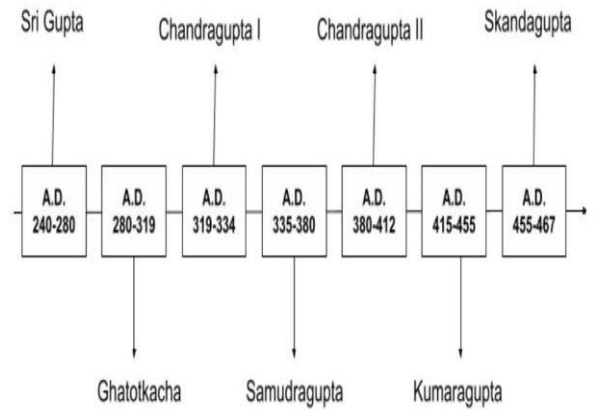 Sri Gupta
Chandragupta I
Chandragupta II
Skandagupta
A.D.
240-280
A.D.
280-319
A.D.
319-334
A.D.
335-380
A.D.
380-412
A.D.
415-455
A.D.
455-467
Ghatotkacha
Samudragupta
Kumaragupta